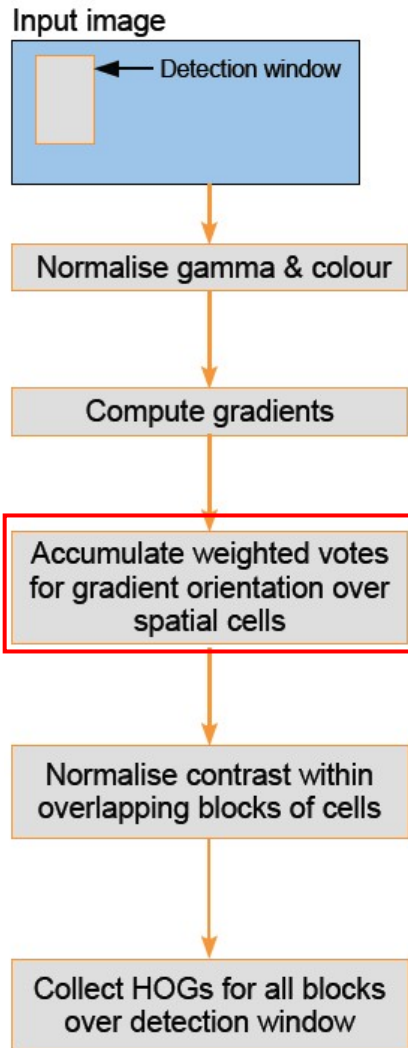 Input image
Detection window
Normalise gamma & colour
Compute gradients
Accumulate weighted votes
for gradient orientation over
spatial cells
Normalise contrast within
overlapping blocks of cells
Collect HOGs for all blocks
over detection window